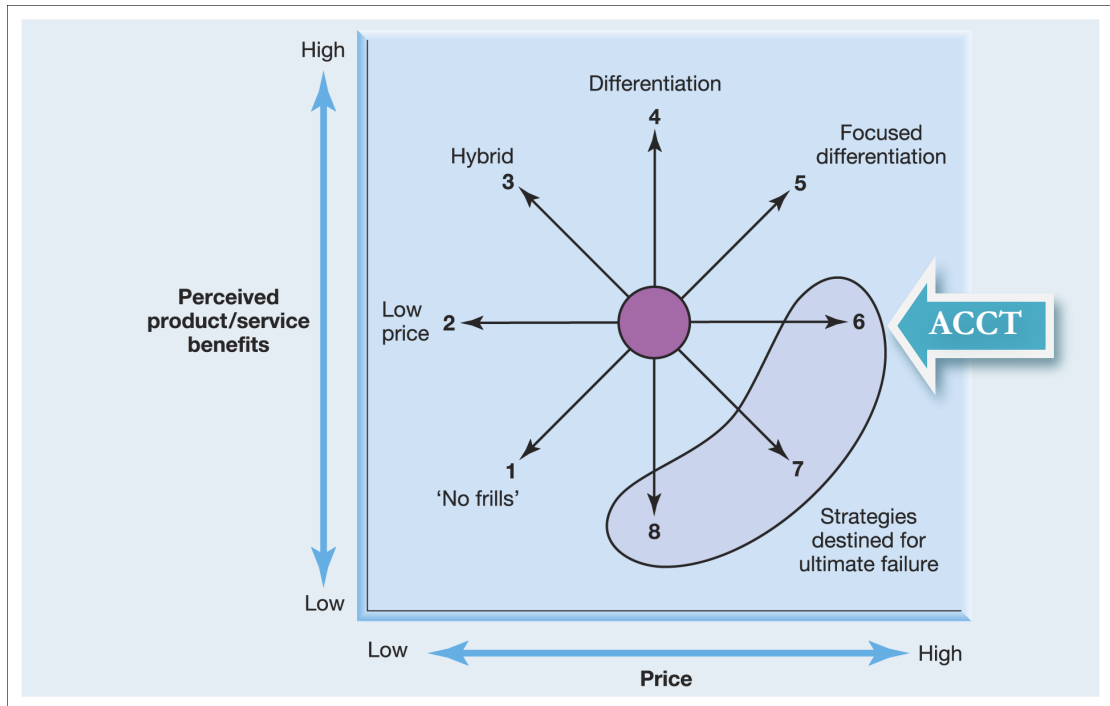 High
Differentiation
4
Focused
differentiation
Hybrid
3
5
Perceived
product/service
benefits
Low
price
2
6
ACCT
1
'No frills'
7
8
Strategies
destined for
ultimate failure
Low
Low
High
Price